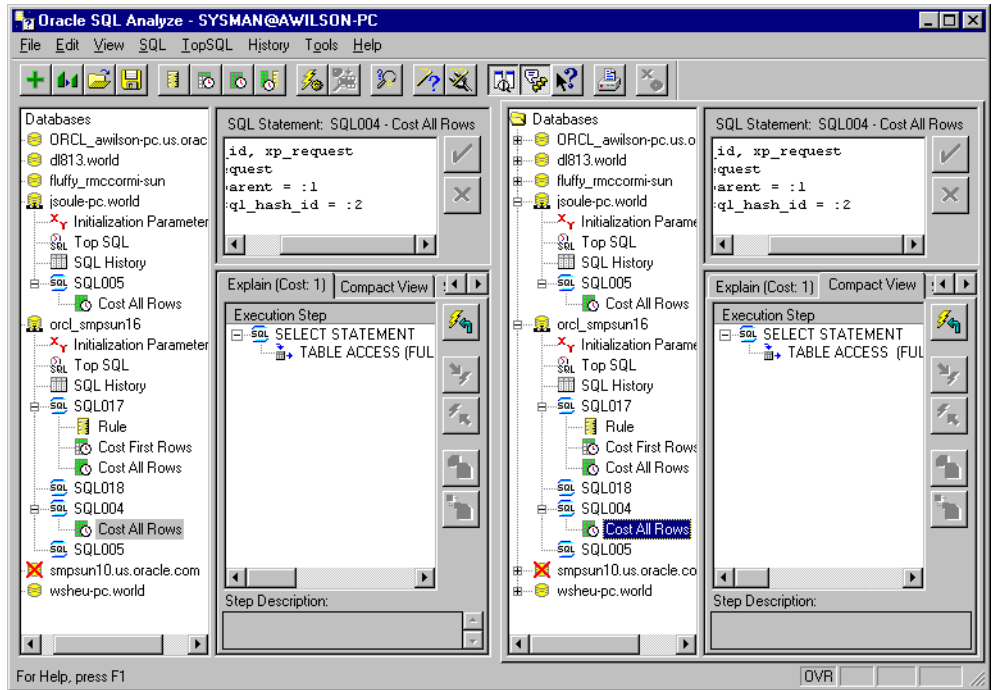 Oracle SQL Analyze - SYSMAN@AWILSON-PC
File Edit View SQL TopSQL History Tools Help
Databases
ORCL_awilson-pc.us.orac
dl813.world
fluffy_rmccormi-sun
jsoule-pc.world
Initialization Parameter
Top SQL
SQL History
SQL005
Cost All Rows
orcl_smpsun16
Initialization Parameter
Top SQL
SQL History
SQL017
Rule
Cost First Rows
Cost All Rows
SQL018
SQL004
Cost All Rows
SQL005
smpsun10.us.oracle.com
wsheu-pc.world
SQL Statement: SQL004 - Cost All Rows
_id, xp_request
quest
arent = :1
ql_hash_id = :2
Explain (Cost: 1) Compact View
Execution Step
SELECT STATEMENT
TABLE ACCESS (FUL
Step Description:
Databases
ORCL_awilson-pc.us.o
dl813.world
fluffy_rmccormi-sun
jsoule-pc.world
Initialization Parame
Top SQL
SQL History
SQL005
Cost All Rows
orcl_smpsun16
Initialization Parame
Top SQL
SQL History
SQL017
Rule
Cost First Rows
Cost All Rows
SQL018
SQL004
Cost All Rows
SQL005
smpsun10.us.oracle.co
wsheu-pc.world
SQL Statement: SQL004 - Cost All Rows
_id, xp_request
quest
arent = :1
ql_hash_id = :2
Explain (Cost: 1) Compact View
Execution Step
SELECT STATEMENT
TABLE ACCESS (FUL
Step Description:
For Help, press F1
OVR